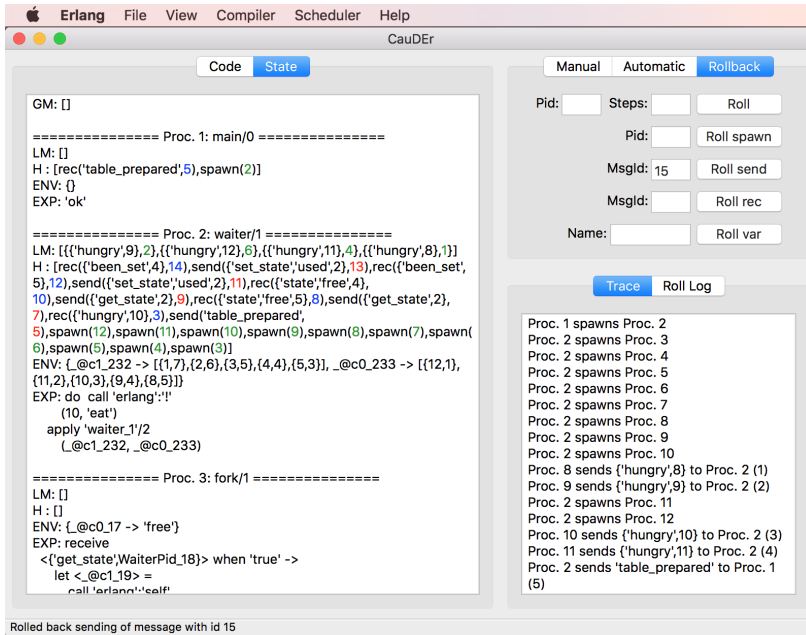 Erlang File View Compiler Scheduler Help
CauDEr
Code State
GM: []
=============== Proc. 1: main/0 ===============
LM: []
H : [rec('table_prepared',5),spawn(2)]
ENV: {}
EXP: 'ok'
=============== Proc. 2: waiter/1 ===============
LM: [{{'hungry',9},2},{{'hungry',12},6},{{'hungry',11},4},{{'hungry',8},1}]
H : [rec({'been_set',4},14),send({'set_state','used',2},13),rec({'been_set',
5},12),send({'set_state','used',2},11),rec({'state','free',4},
10),send({'get_state',2},9),rec({'state','free',5},8),send({'get_state',2},
7),rec({'hungry',10},3),send('table_prepared',
5),spawn(12),spawn(11),spawn(10),spawn(9),spawn(8),spawn(7),spawn(
6),spawn(5),spawn(4),spawn(3)]
ENV: {_@c1_232 -> [{1,7},{2,6},{3,5},{4,4},{5,3}], _@c0_233 -> [{12,1},
{11,2},{10,3},{9,4},{8,5}]}
EXP: do call 'erlang':'!'
(10, 'eat')
apply 'waiter_1'/2
(_@c1_232, _@c0_233)
=============== Proc. 3: fork/1 ===============
LM: []
H : []
ENV: {_@c0_17 -> 'free'}
EXP: receive
<{'get_state',WaiterPid_18}> when 'true' ->
let <_@c1_19> =
call 'erlang':'self'
Manual Automatic Rollback
Pid: Steps: Roll
Pid: Roll spawn
MsgId: 15 Roll send
MsgId: Roll rec
Name: Roll var
Trace Roll Log
Proc. 1 spawns Proc. 2
Proc. 2 spawns Proc. 3
Proc. 2 spawns Proc. 4
Proc. 2 spawns Proc. 5
Proc. 2 spawns Proc. 6
Proc. 2 spawns Proc. 7
Proc. 2 spawns Proc. 8
Proc. 2 spawns Proc. 9
Proc. 2 spawns Proc. 10
Proc. 8 sends {'hungry',8} to Proc. 2 (1)
Proc. 9 sends {'hungry',9} to Proc. 2 (2)
Proc. 2 spawns Proc. 11
Proc. 2 spawns Proc. 12
Proc. 10 sends {'hungry',10} to Proc. 2 (3)
Proc. 11 sends {'hungry',11} to Proc. 2 (4)
Proc. 2 sends 'table_prepared' to Proc. 1
(5)
Rolled back sending of message with id 15